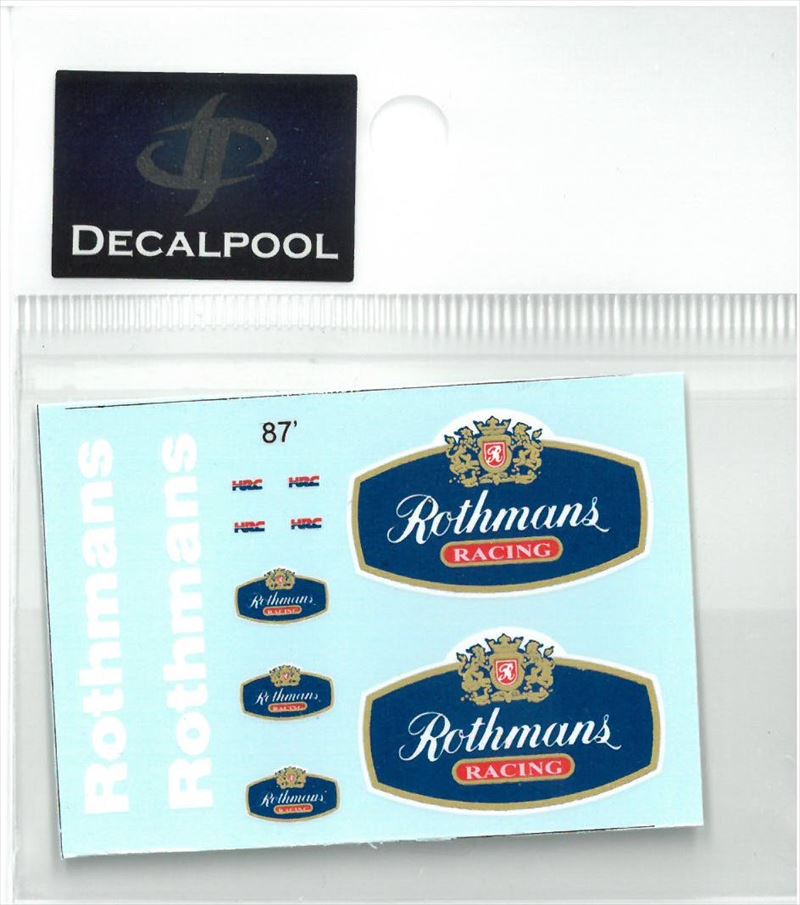 DECALPOOL
Rothmans
Rothmans
87'
HRC HRC
HRC HRC
Rothmans
RACING
Rothmans
RACING
Rothmans
RACING
R
Rothmans
RACING
R
Rothmans
RACING